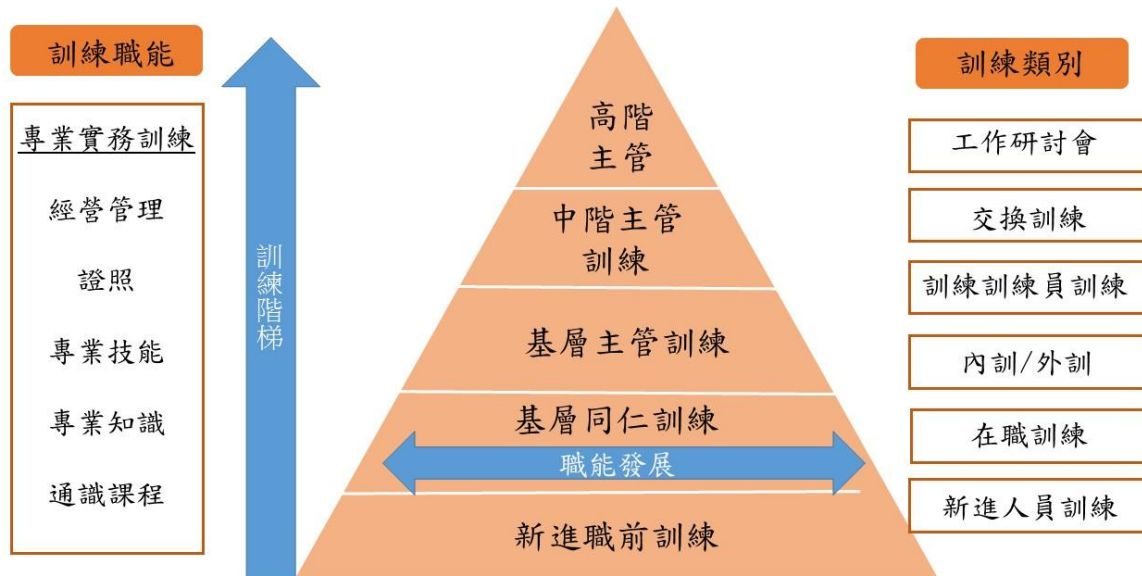 訓練職能
專業實務訓練
經營管理
證照
專業技能
專業知識
通識課程
訓練階梯
高階
主管
中階主管
訓練
基層主管訓練
基層同仁訓練
職能發展
新進職前訓練
訓練類別
工作研討會
交換訓練
訓練訓練員訓練
內訓/外訓
在職訓練
新進人員訓練